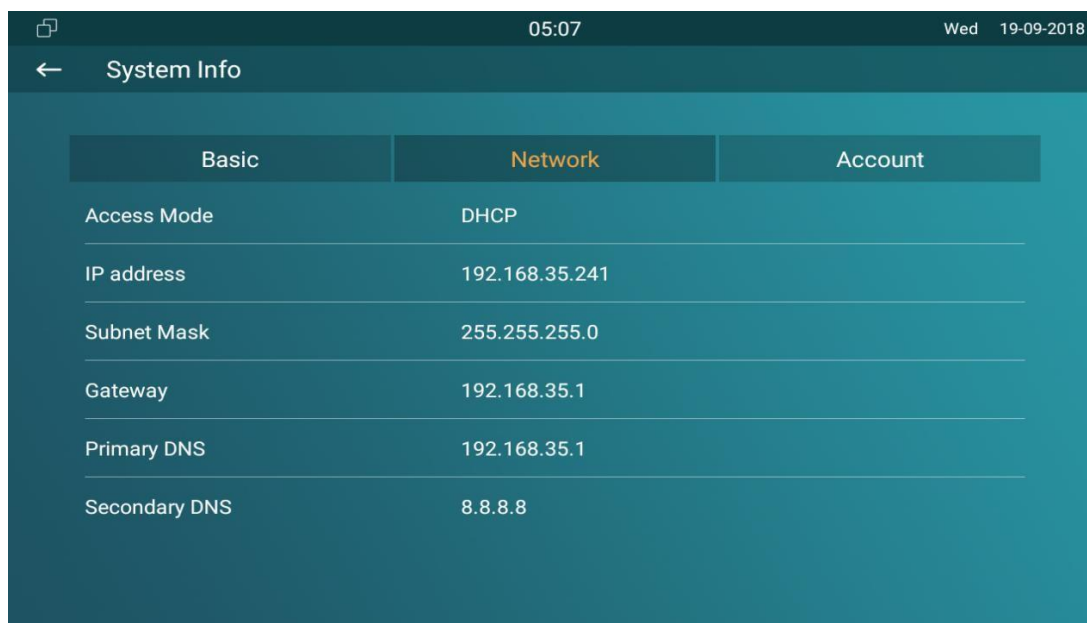 05:07 Wed 19-09-2018
System Info
Basic Network Account
Access Mode DHCP
IP address 192.168.35.241
Subnet Mask 255.255.255.0
Gateway 192.168.35.1
Primary DNS 192.168.35.1
Secondary DNS 8.8.8.8